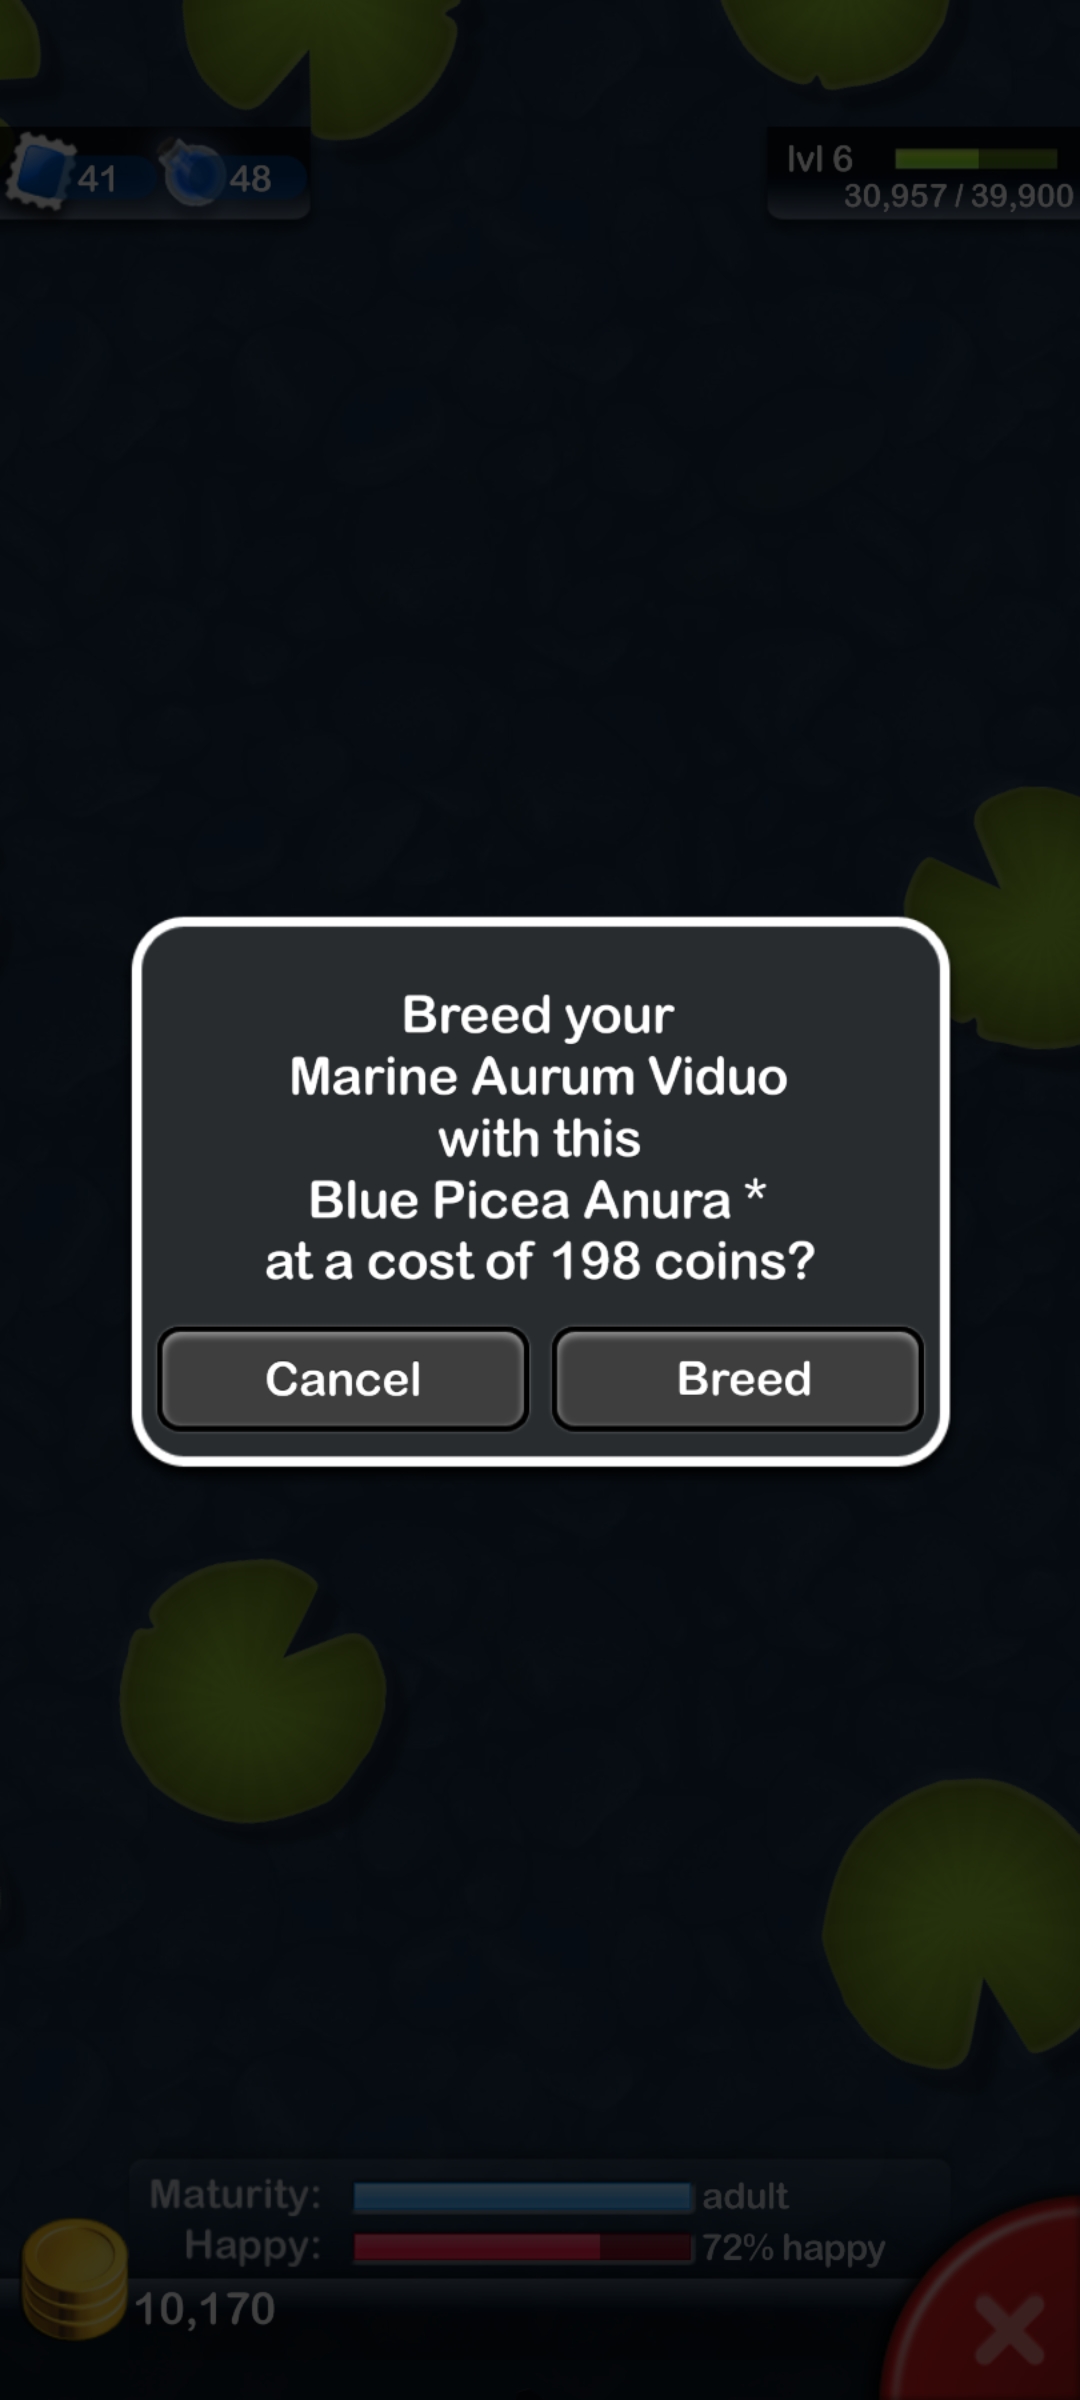 41
48
lvl 6
30,957 / 39,900
Breed your
Marine Aurum Viduo
with this
Blue Picea Anura *
at a cost of 198 coins?
Cancel
Breed
Maturity: adult
Happy: 72% happy
10,170